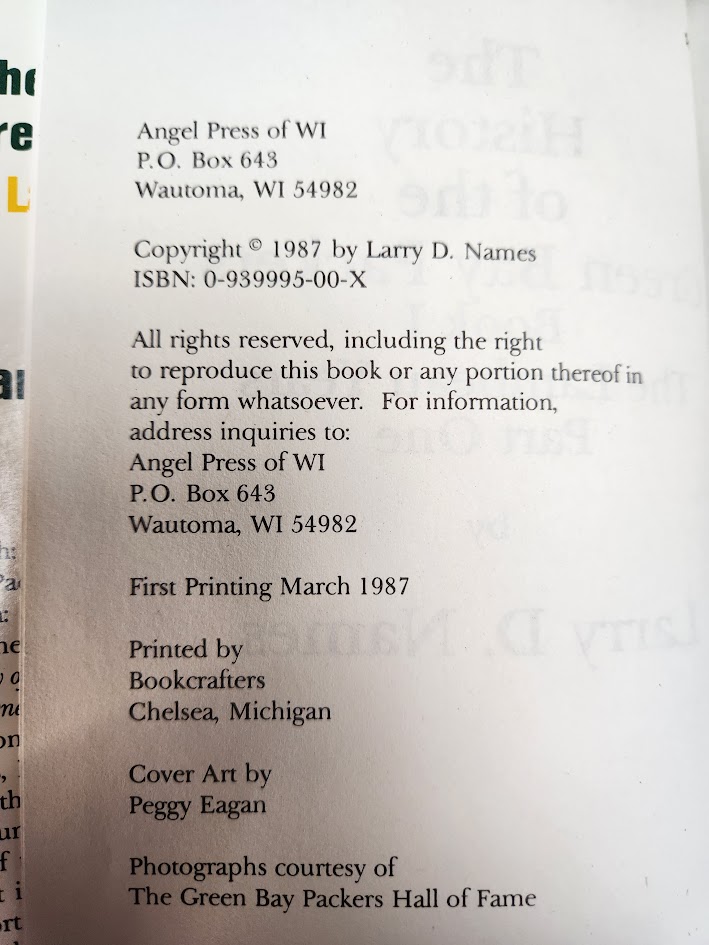 Angel Press of WI
P.O. Box 643
Wautoma, WI 54982
Copyright © 1987 by Larry D. Names
ISBN: 0-939995-00-X
All rights reserved, including the right
to reproduce this book or any portion thereof in
any form whatsoever. For information,
address inquiries to:
Angel Press of WI
P.O. Box 643
Wautoma, WI 54982
First Printing March 1987
Printed by
Bookcrafters
Chelsea, Michigan
Cover Art by
Peggy Eagan
Photographs courtesy of
The Green Bay Packers Hall of Fame